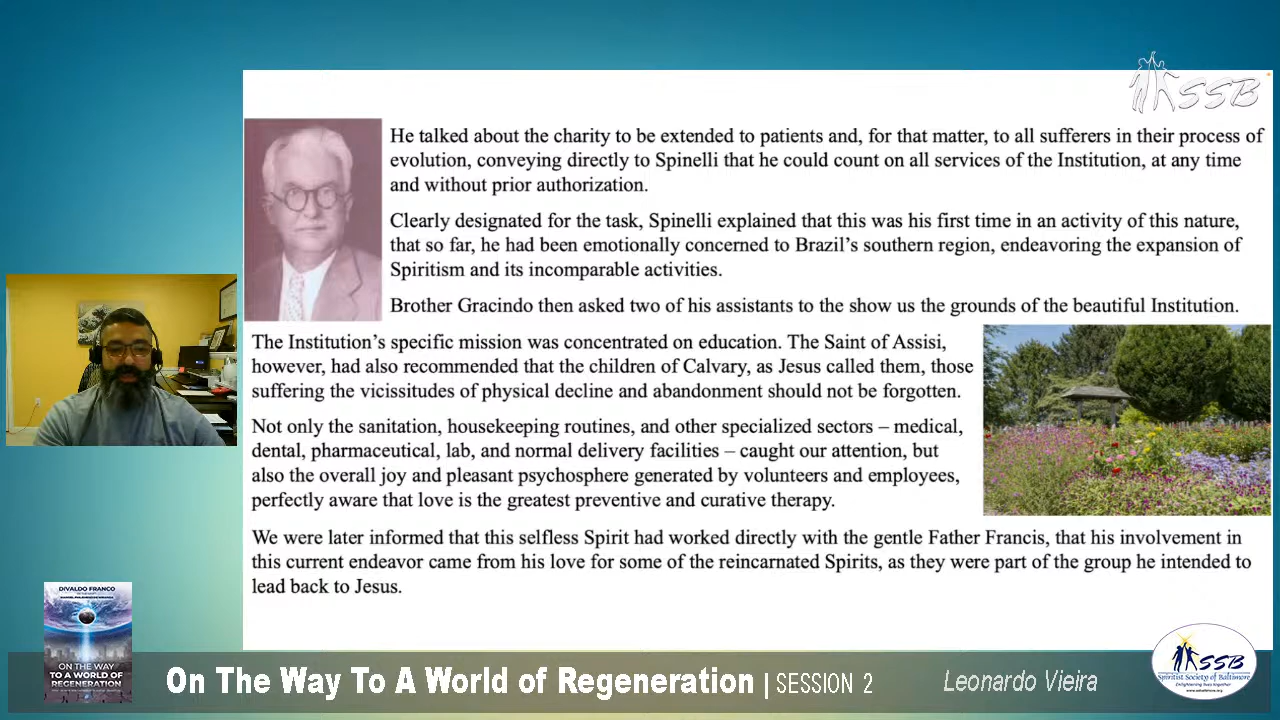 SSB
He talked about the charity to be extended to patients and, for that matter, to all sufferers in their process of
evolution, conveying directly to Spinelli that he could count on all services of the Institution, at any time
and without prior authorization.
Clearly designated for the task, Spinelli explained that this was his first time in an activity of this nature,
that so far, he had been emotionally concerned to Brazil's southern region, endeavoring the expansion of
Spiritism and its incomparable activities.
Brother Gracindo then asked two of his assistants to the show us the grounds of the beautiful Institution.
The Institution's specific mission was concentrated on education. The Saint of Assisi,
however, had also recommended that the children of Calvary, as Jesus called them, those
suffering the vicissitudes of physical decline and abandonment should not be forgotten.
Not only the sanitation, housekeeping routines, and other specialized sectors – medical,
dental, pharmaceutical, lab, and normal delivery facilities – caught our attention, but
also the overall joy and pleasant psychosphere generated by volunteers and employees,
perfectly aware that love is the greatest preventive and curative therapy.
We were later informed that this selfless Spirit had worked directly with the gentle Father Francis, that his involvement in
this current endeavor came from his love for some of the reincarnated Spirits, as they were part of the group he intended to
lead back to Jesus.
DIVALDO FRANCO
ON THE WAY
TO A WORLD OF
REGENERATION
On The Way To A World of Regeneration | SESSION 2
Leonardo Vieira
SSB
Spiritist Society of Baltimore
Enlightening lives together